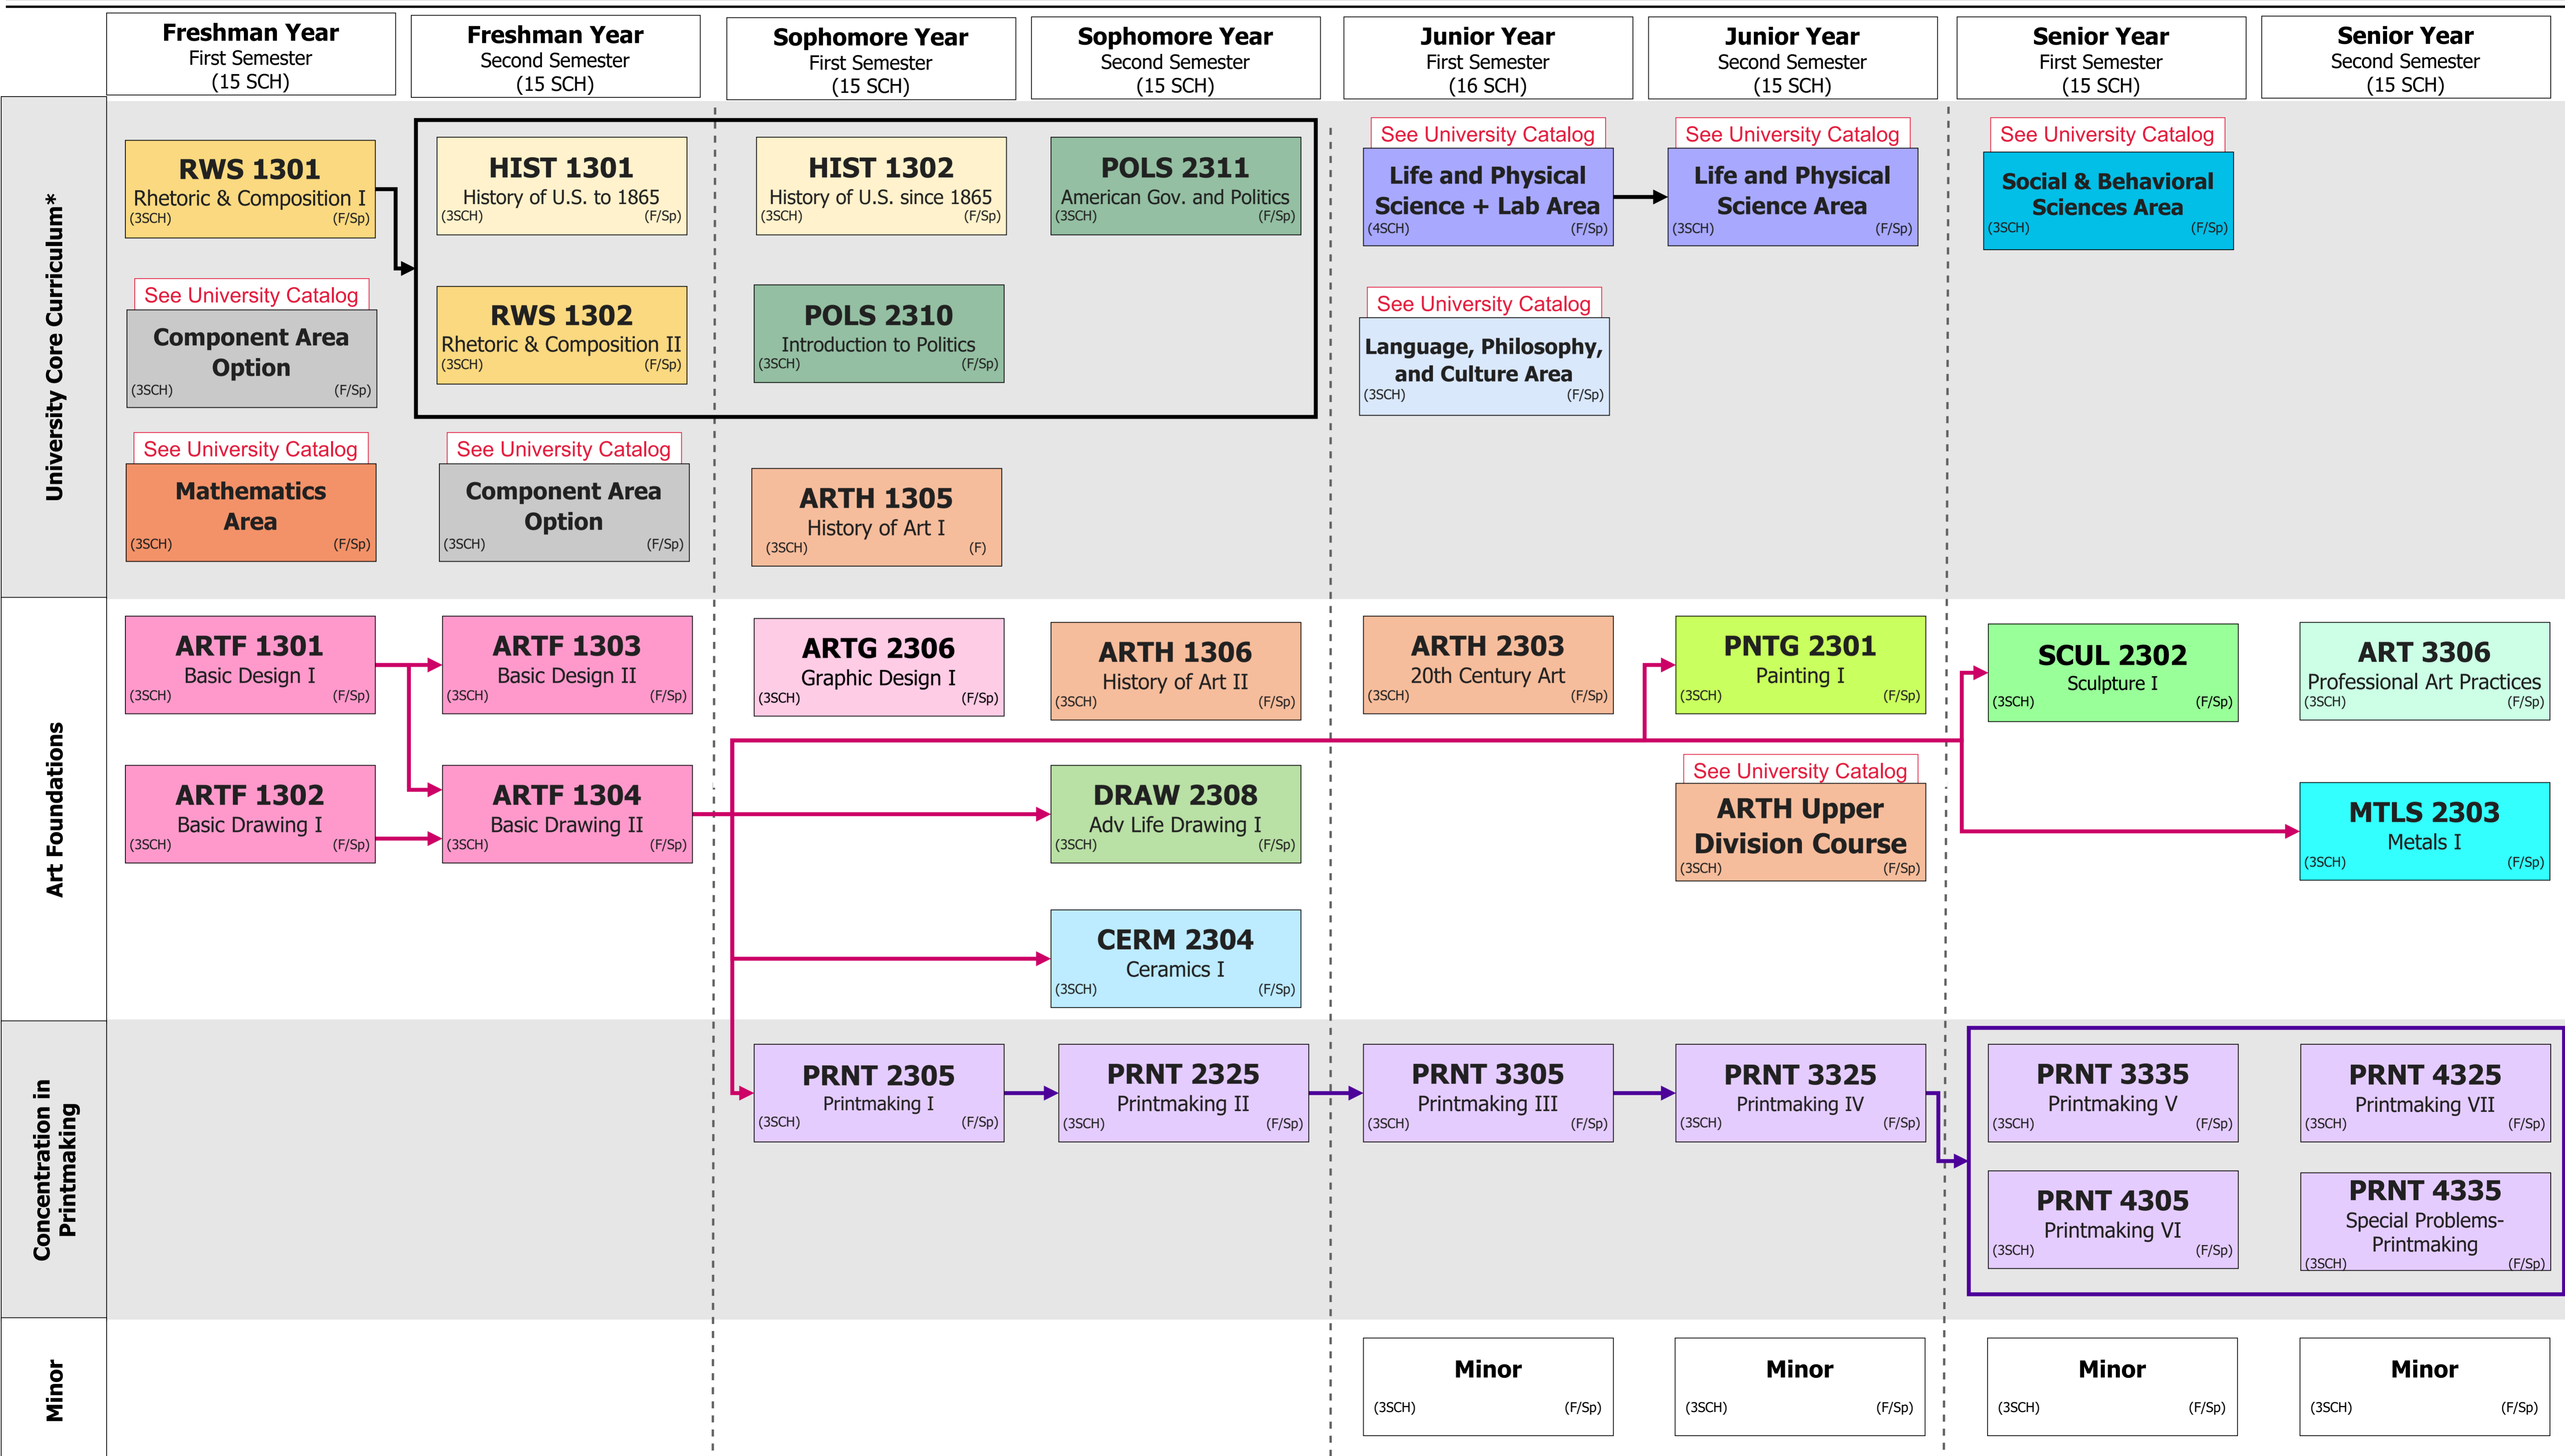 Freshman Year
First Semester
(15 SCH)
Freshman Year
Second Semester
(15 SCH)
Sophomore Year
First Semester
(15 SCH)
Sophomore Year
Second Semester
(15 SCH)
Junior Year
First Semester
(16 SCH)
Junior Year
Second Semester
(15 SCH)
Senior Year
First Semester
(15 SCH)
Senior Year
Second Semester
(15 SCH)
University Core Curriculum*
RWS 1301
Rhetoric & Composition I
(3SCH) (F/Sp)
HIST 1301
History of U.S. to 1865
(3SCH) (F/Sp)
HIST 1302
History of U.S. since 1865
(3SCH) (F/Sp)
POLS 2311
American Gov. and Politics
(3SCH) (F/Sp)
See University Catalog
Life and Physical
Science + Lab Area
(4SCH) (F/Sp)
See University Catalog
Life and Physical
Science Area
(3SCH) (F/Sp)
See University Catalog
Social & Behavioral
Sciences Area
(3SCH) (F/Sp)
See University Catalog
Component Area
Option
(3SCH) (F/Sp)
RWS 1302
Rhetoric & Composition II
(3SCH) (F/Sp)
POLS 2310
Introduction to Politics
(3SCH) (F/Sp)
See University Catalog
Language, Philosophy,
and Culture Area
(3SCH) (F/Sp)
See University Catalog
Mathematics
Area
(3SCH) (F/Sp)
See University Catalog
Component Area
Option
(3SCH) (F/Sp)
ARTH 1305
History of Art I
(3SCH) (F)
Art Foundations
ARTF 1301
Basic Design I
(3SCH) (F/Sp)
ARTF 1303
Basic Design II
(3SCH) (F/Sp)
ARTG 2306
Graphic Design I
(3SCH) (F/Sp)
ARTH 1306
History of Art II
(3SCH) (F/Sp)
ARTH 2303
20th Century Art
(3SCH) (F/Sp)
PNTG 2301
Painting I
(3SCH) (F/Sp)
SCUL 2302
Sculpture I
(3SCH) (F/Sp)
ART 3306
Professional Art Practices
(3SCH) (F/Sp)
ARTF 1302
Basic Drawing I
(3SCH) (F/Sp)
ARTF 1304
Basic Drawing II
(3SCH) (F/Sp)
DRAW 2308
Adv Life Drawing I
(3SCH) (F/Sp)
See University Catalog
ARTH Upper
Division Course
(3SCH) (F/Sp)
MTLS 2303
Metals I
(3SCH) (F/Sp)
CERM 2304
Ceramics I
(3SCH) (F/Sp)
Concentration in
Printmaking
PRNT 2305
Printmaking I
(3SCH) (F/Sp)
PRNT 2325
Printmaking II
(3SCH) (F/Sp)
PRNT 3305
Printmaking III
(3SCH) (F/Sp)
PRNT 3325
Printmaking IV
(3SCH) (F/Sp)
PRNT 3335
Printmaking V
(3SCH) (F/Sp)
PRNT 4325
Printmaking VII
(3SCH) (F/Sp)
PRNT 4305
Printmaking VI
(3SCH) (F/Sp)
PRNT 4335
Special Problems-
Printmaking
(3SCH) (F/Sp)
Minor
Minor
(3SCH) (F/Sp)
Minor
(3SCH) (F/Sp)
Minor
(3SCH) (F/Sp)
Minor
(3SCH) (F/Sp)